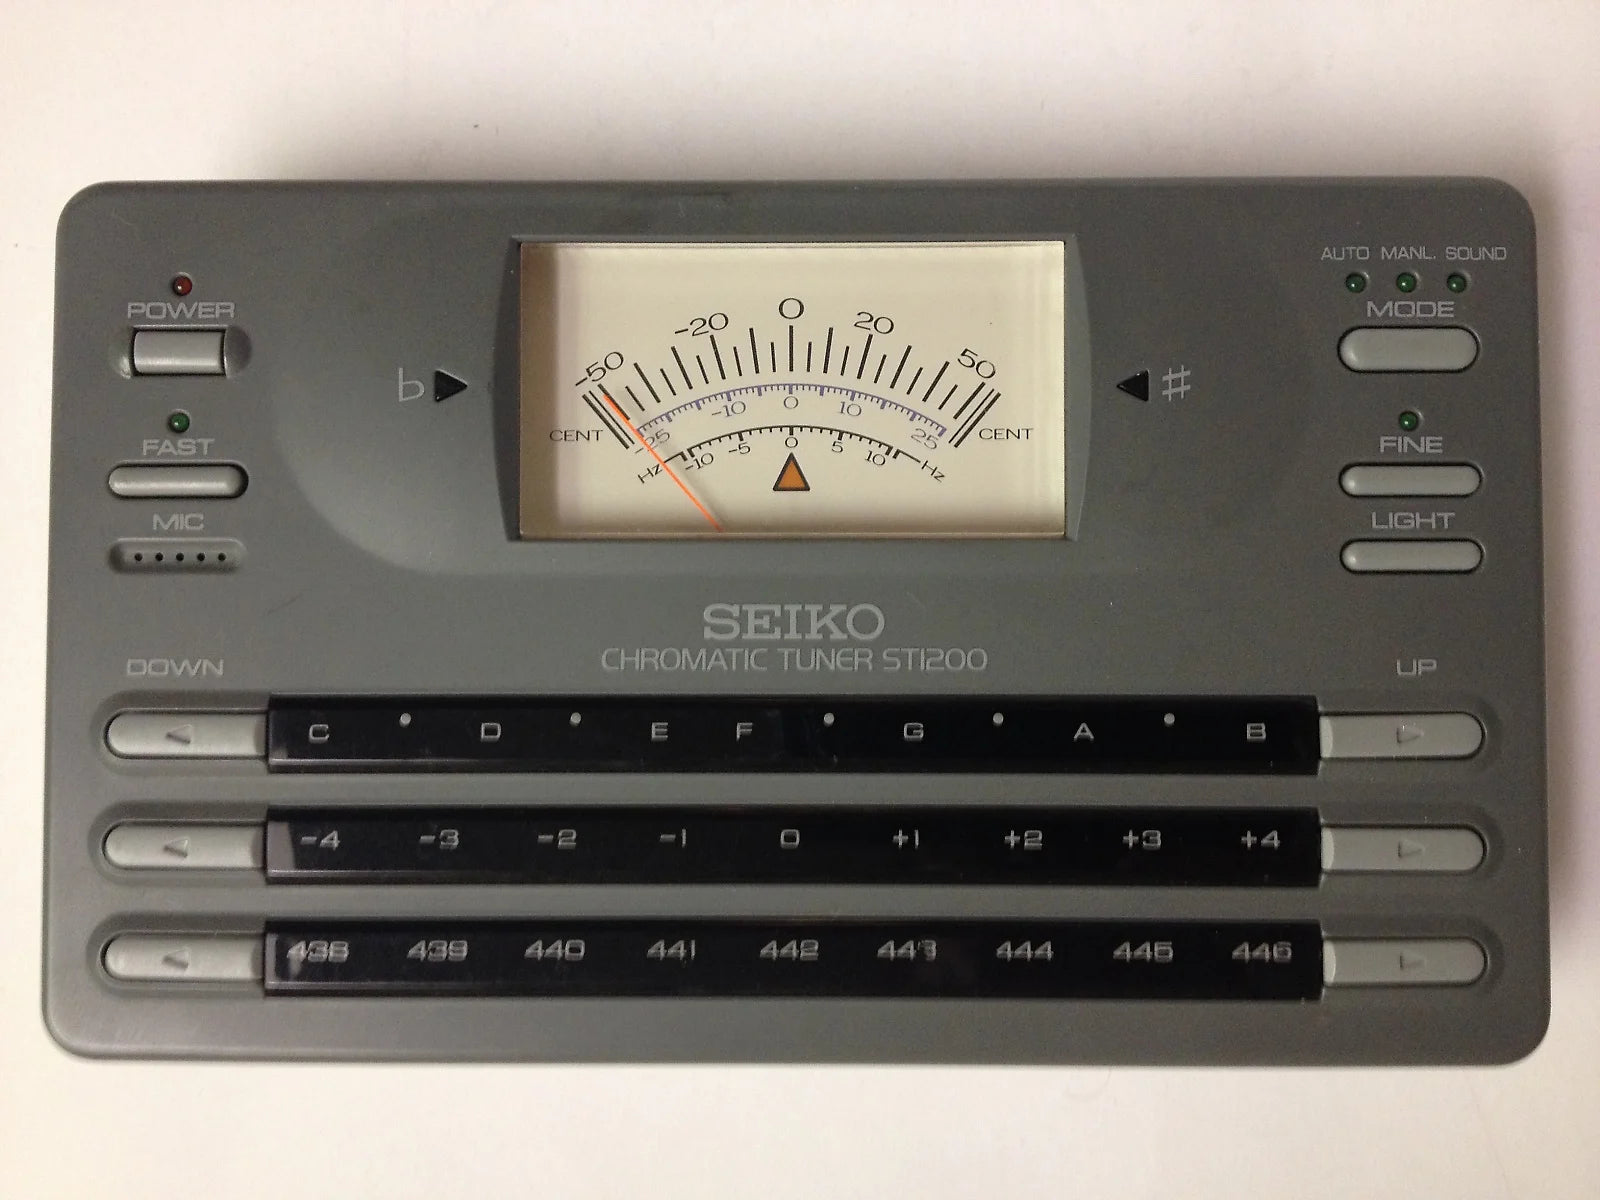 AUTO MANL. SOUND
POWER
MODE
-50 -20 0 20 50
♭ ♯
-25 -10 0 10 25
CENT CENT
Hz -10 -5 0 5 10 Hz
FAST
FINE
MIC
LIGHT
SEIKO
CHROMATIC TUNER ST1200
DOWN UP
C D E F G A B
-4 -3 -2 -1 0 +1 +2 +3 +4
438 439 440 441 442 443 444 445 446